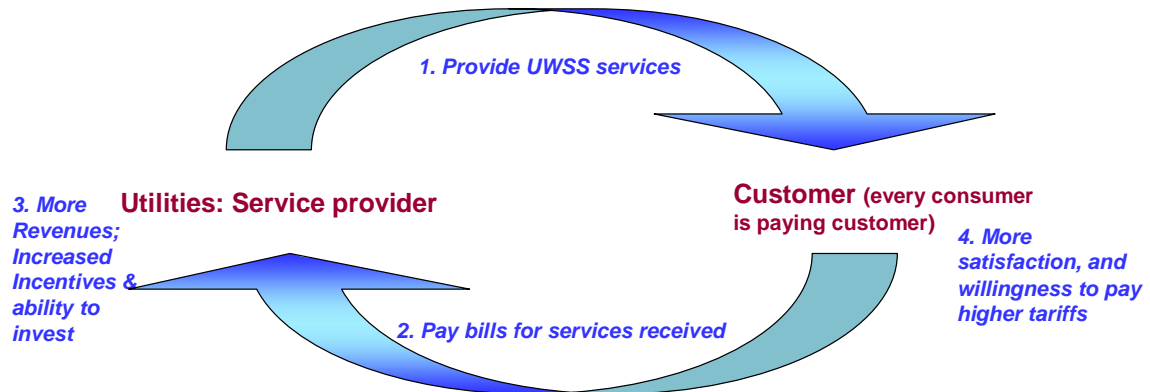 1. Provide UWSS services
Utilities: Service provider
Customer (every consumer
is paying customer)
3. More
Revenues;
Increased
Incentives &
ability to
invest
4. More
satisfaction, and
willingness to pay
higher tariffs
2. Pay bills for services received